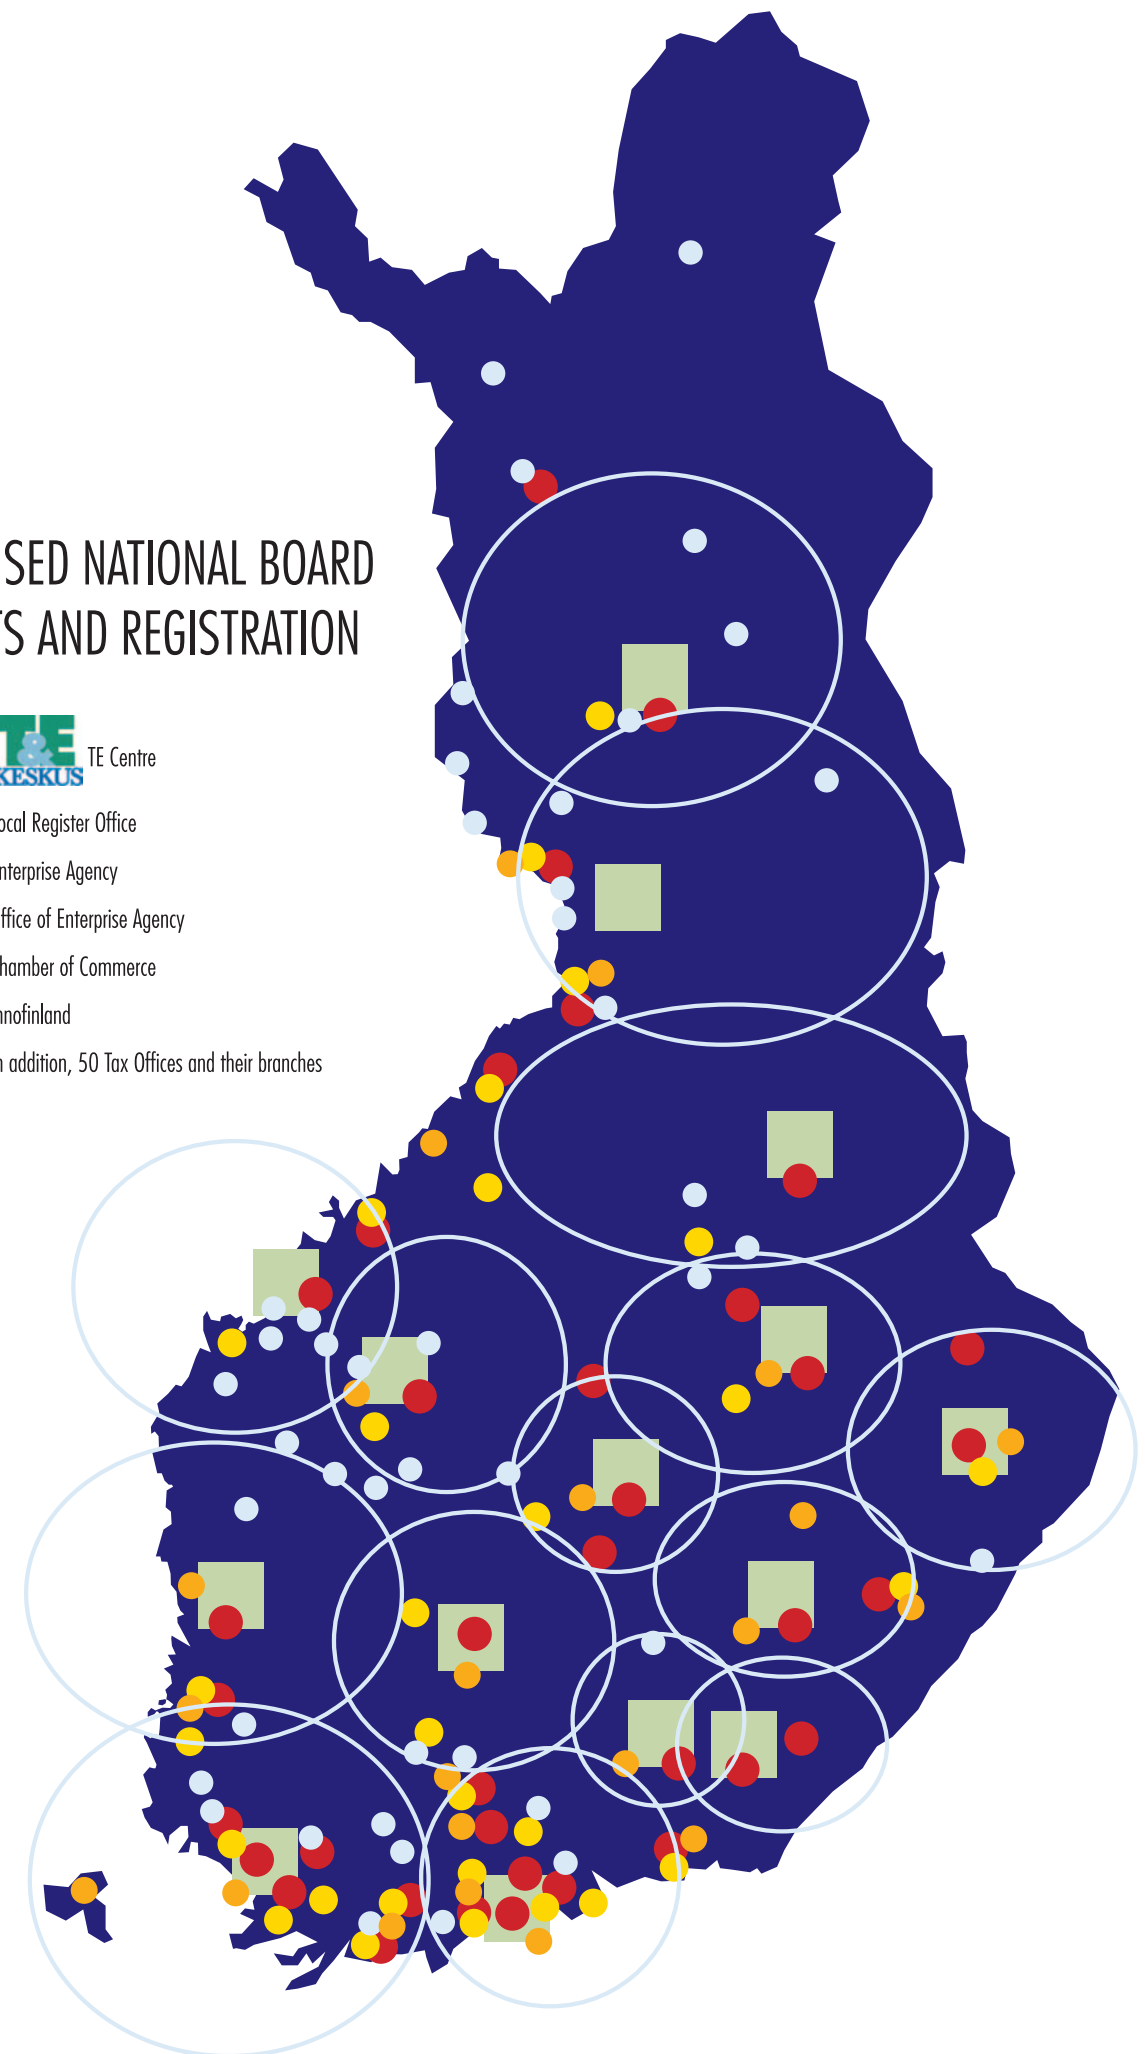 SED NATIONAL BOARD
TS AND REGISTRATION
T&E
KESKUS
TE Centre
ocal Register Office
nterprise Agency
ffice of Enterprise Agency
hamber of Commerce
nnofinland
n addition, 50 Tax Offices and their branches